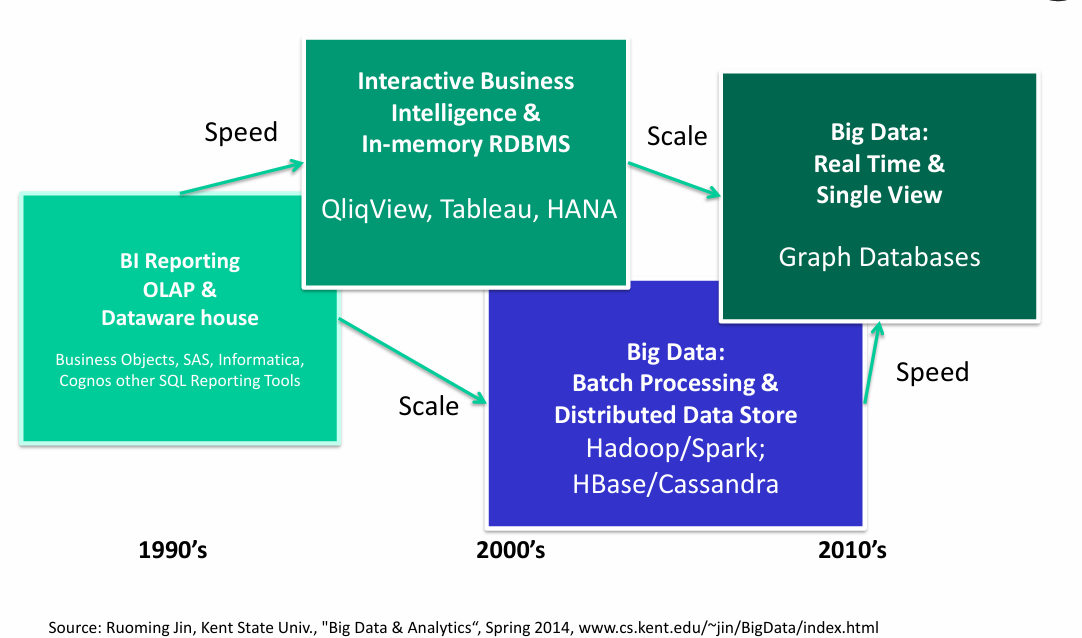 Interactive Business
Intelligence &
In-memory RDBMS
QliqView, Tableau, HANA
Speed
Scale
Big Data:
Real Time &
Single View
Graph Databases
BI Reporting
OLAP &
Dataware house
Business Objects, SAS, Informatica,
Cognos other SQL Reporting Tools
Scale
Big Data:
Batch Processing &
Distributed Data Store
Hadoop/Spark;
HBase/Cassandra
Speed
1990’s
2000’s
2010’s
Source: Ruoming Jin, Kent State Univ., "Big Data & Analytics“, Spring 2014, www.cs.kent.edu/~jin/BigData/index.html